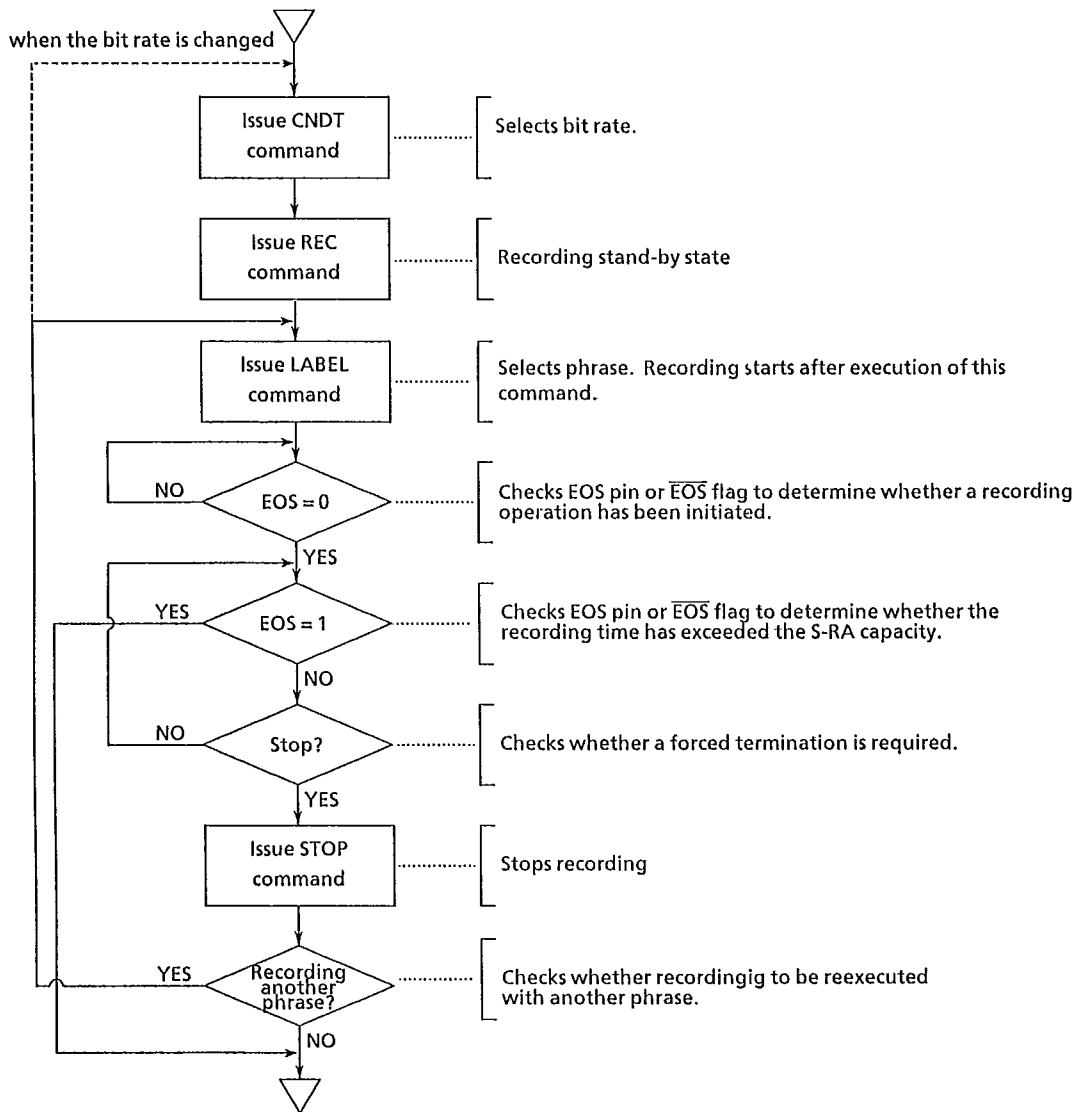 when the bit rate is changed
Issue CNDT
command
Selects bit rate.
Issue REC
command
Recording stand-by state
Issue LABEL
command
Selects phrase. Recording starts after execution of this
command.
NO
EOS = 0
Checks EOS pin or E̅O̅S̅ flag to determine whether a recording
operation has been initiated.
YES
YES
EOS = 1
Checks EOS pin or E̅O̅S̅ flag to determine whether the
recording time has exceeded the S-RA capacity.
NO
NO
Stop?
Checks whether a forced termination is required.
YES
Issue STOP
command
Stops recording
YES
Recording
another
phrase?
Checks whether recordingig to be reexecuted
with another phrase.
NO